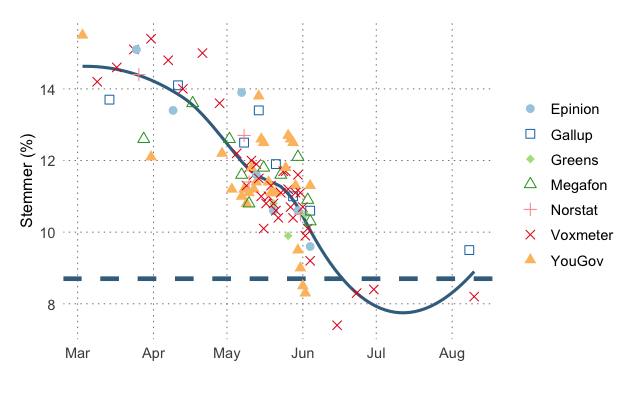 Stemmer (%)
14
12
10
8
Mar Apr May Jun Jul Aug
Epinion
Gallup
Greens
Megafon
Norstat
Voxmeter
YouGov